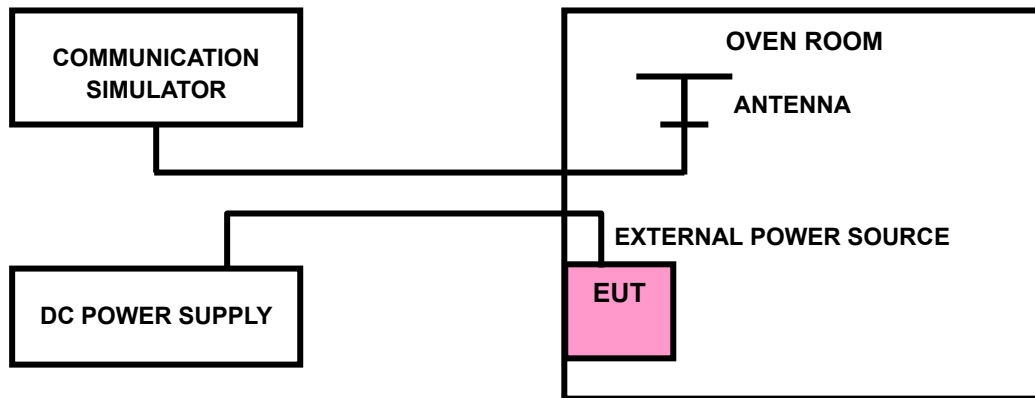 COMMUNICATION
SIMULATOR
OVEN ROOM
ANTENNA
EXTERNAL POWER SOURCE
EUT
DC POWER SUPPLY